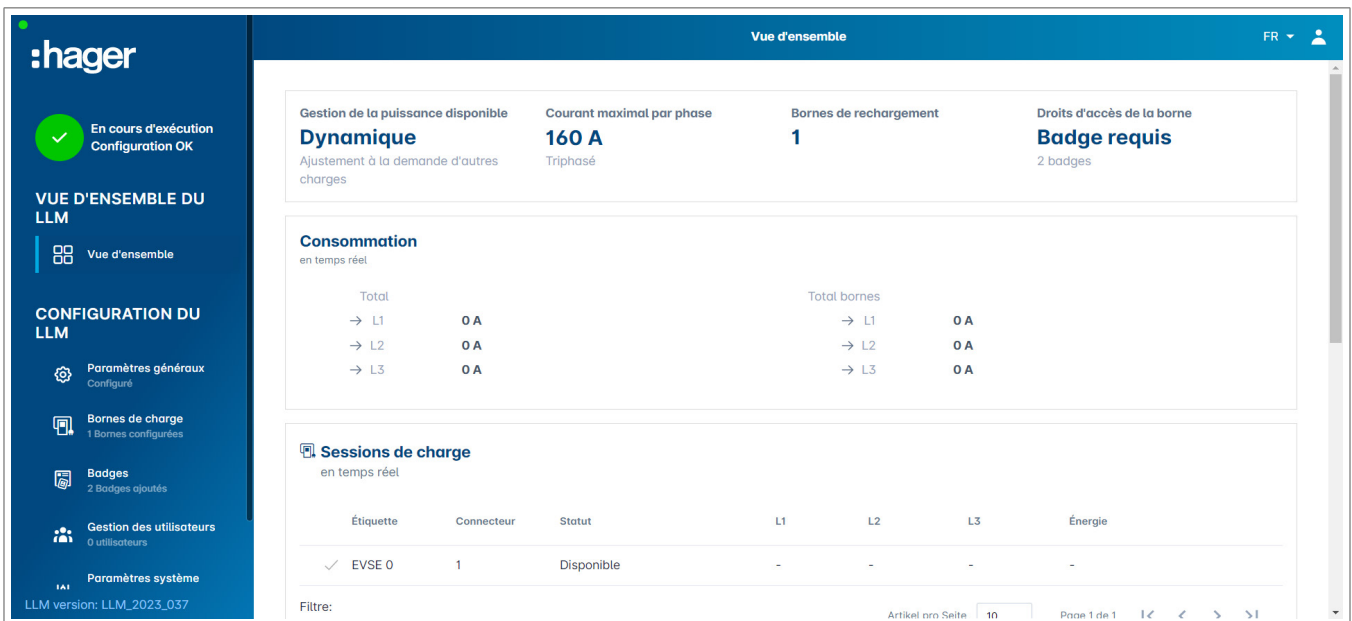 :hager
Vue d'ensemble
FR
En cours d'exécution
Configuration OK
VUE D'ENSEMBLE DU
LLM
Vue d'ensemble
CONFIGURATION DU
LLM
Paramètres généraux
Configuré
Bornes de charge
1 Bornes configurées
Badges
2 Badges ajoutés
Gestion des utilisateurs
0 utilisateurs
Paramètres système
LLM version: LLM_2023_037
Gestion de la puissance disponible
Dynamique
Ajustement à la demande d'autres
charges
Courant maximal par phase
160 A
Triphasé
Bornes de rechargement
1
Droits d'accès de la borne
Badge requis
2 badges
Consommation
en temps réel
Total
→ L1 0 A
→ L2 0 A
→ L3 0 A
Total bornes
→ L1 0 A
→ L2 0 A
→ L3 0 A
Sessions de charge
en temps réel
Étiquette Connecteur Statut L1 L2 L3 Énergie
EVSE 0 1 Disponible - - - -
Filtre:
Artikel pro Seite 10 Page 1 de 1